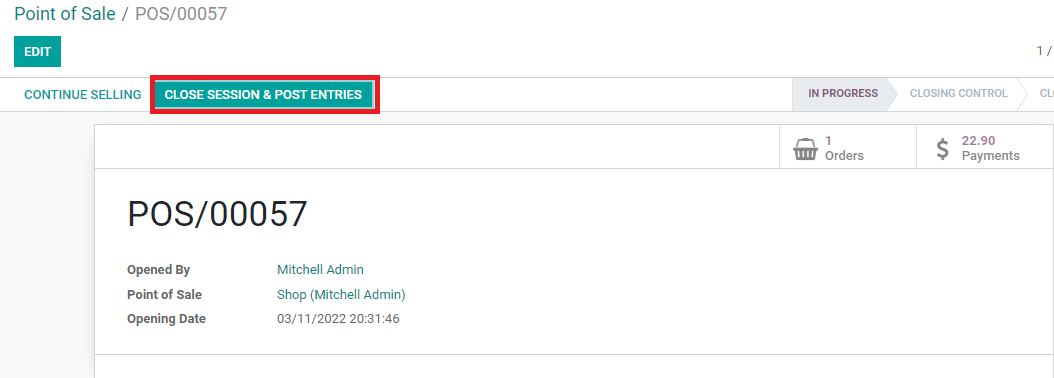 Point of Sale / POS/00057
EDIT
1 /
CONTINUE SELLING
CLOSE SESSION & POST ENTRIES
IN PROGRESS
CLOSING CONTROL
1
Orders
22.90
Payments
POS/00057
Opened By Mitchell Admin
Point of Sale Shop (Mitchell Admin)
Opening Date 03/11/2022 20:31:46